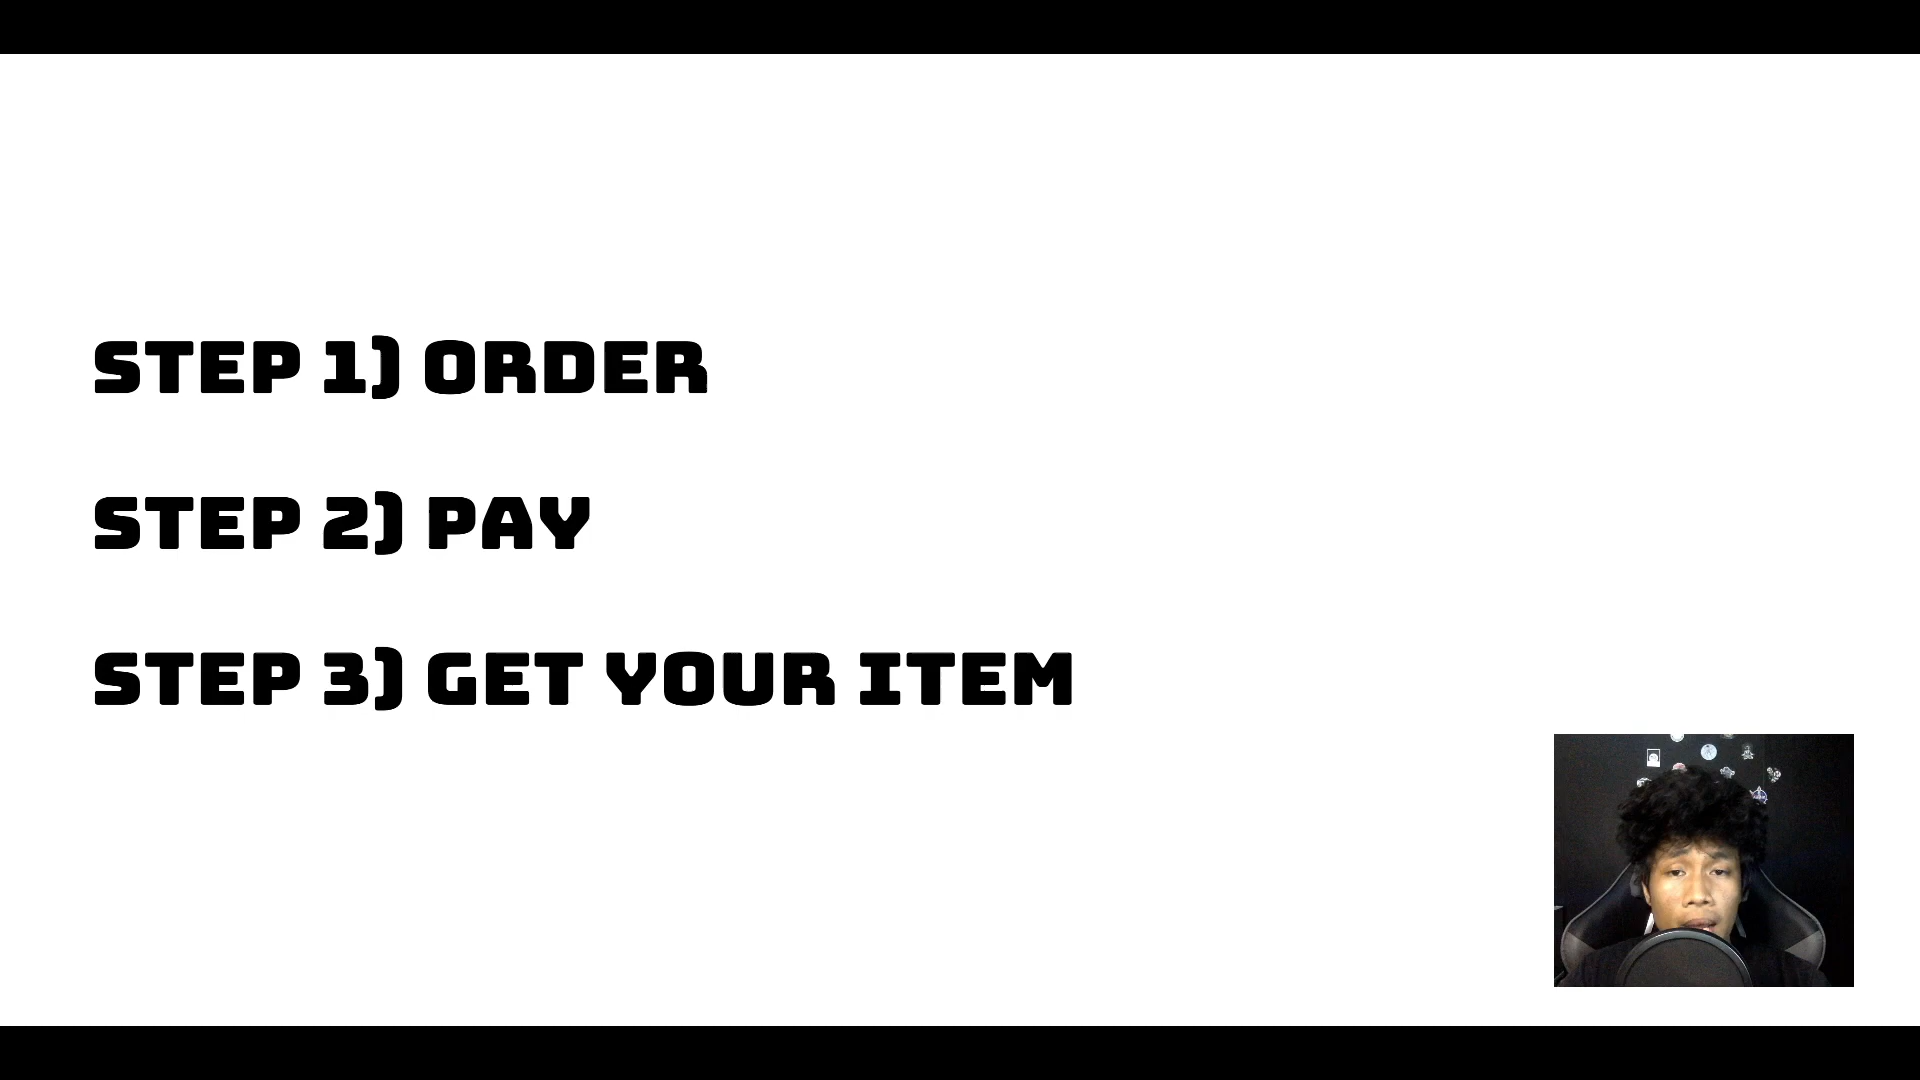 STEP 1) ORDER
STEP 2) PAY
STEP 3) GET YOUR ITEM